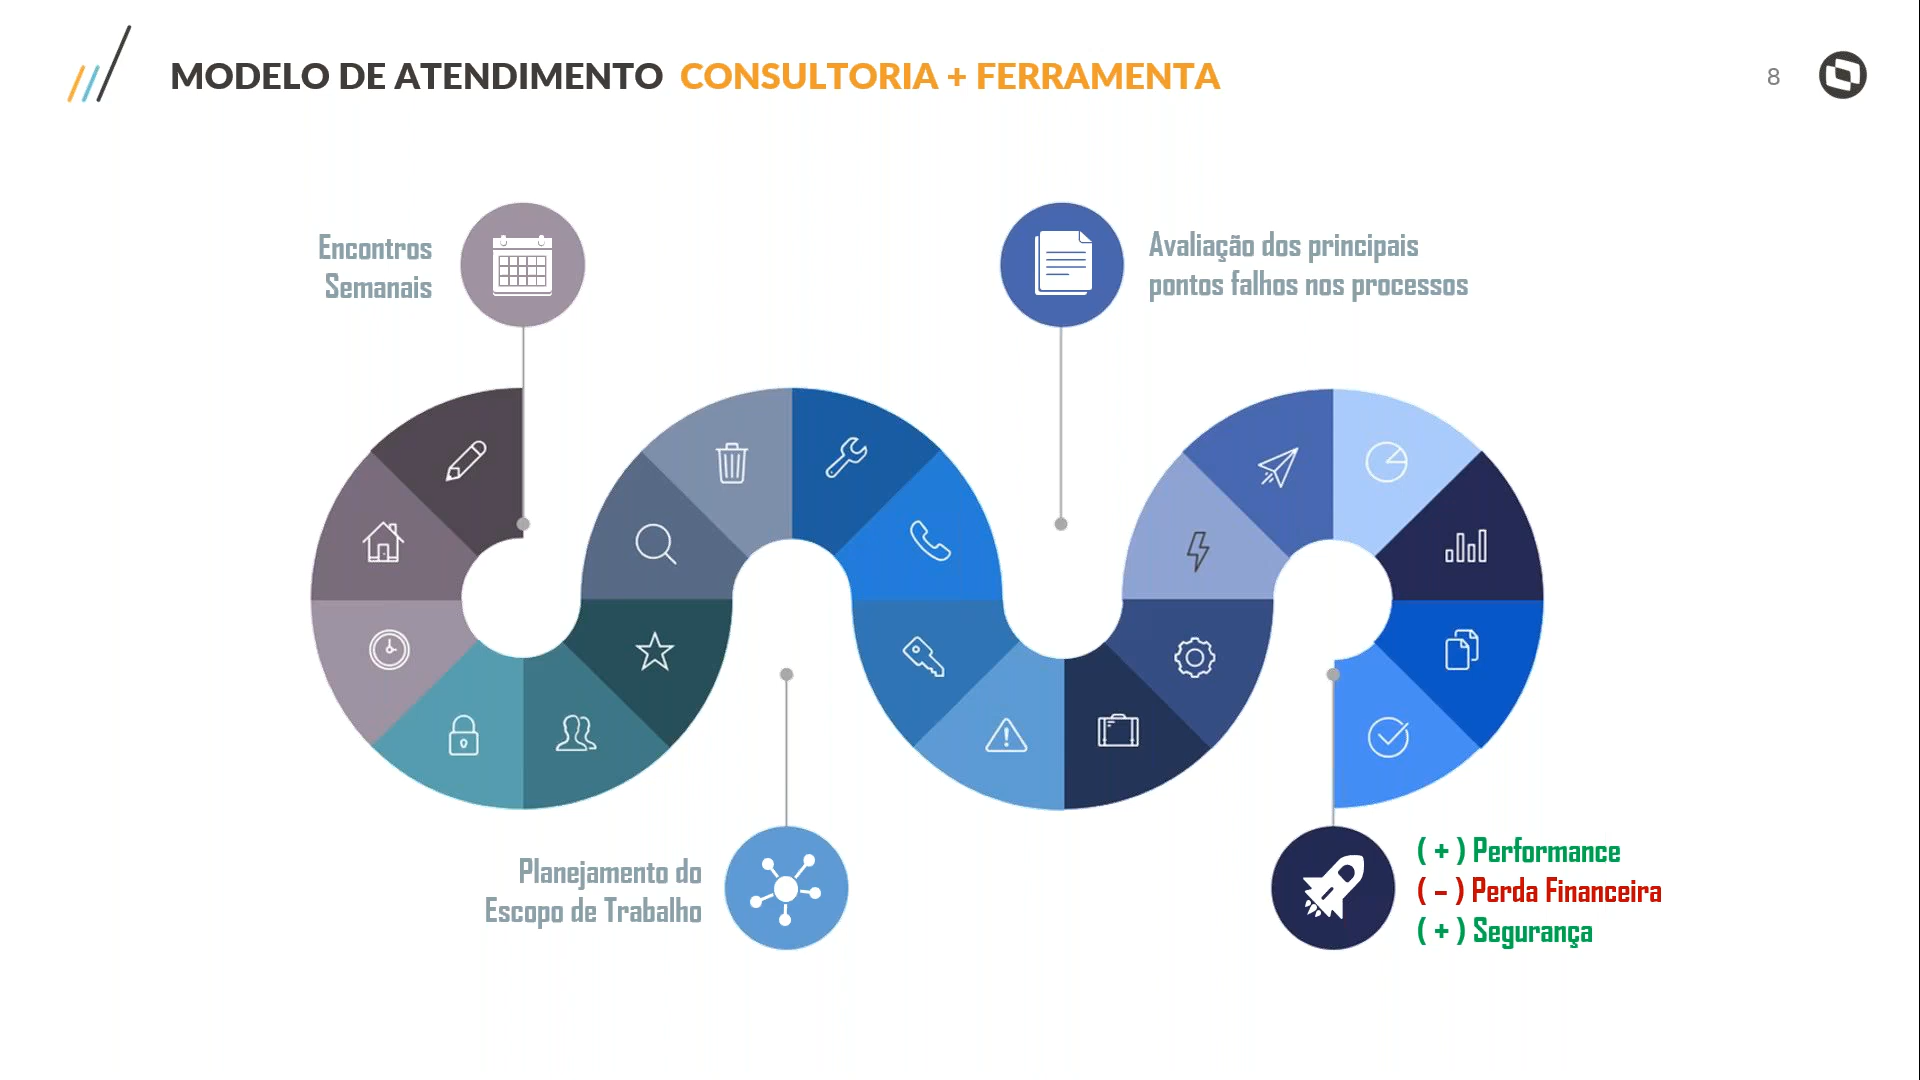 MODELO DE ATENDIMENTO CONSULTORIA + FERRAMENTA
8
Encontros
Semanais
Avaliação dos principais
pontos falhos nos processos
Planejamento do
Escopo de Trabalho
( + ) Performance
( - ) Perda Financeira
( + ) Segurança